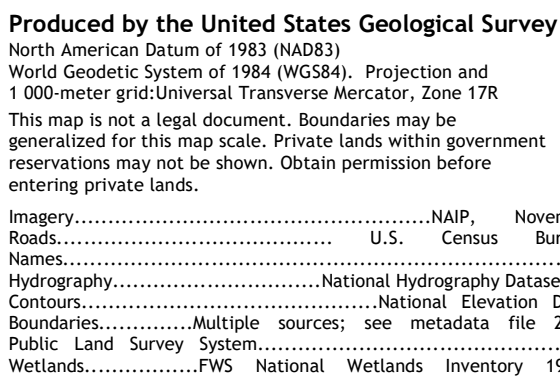 Produced by the United States Geological Survey
North American Datum of 1983 (NAD83)
World Geodetic System of 1984 (WGS84). Projection and
1 000-meter grid:Universal Transverse Mercator, Zone 17R
This map is not a legal document. Boundaries may be
generalized for this map scale. Private lands within government
reservations may not be shown. Obtain permission before
entering private lands.
Imagery.................................................NAIP,
Roads...................................... U.S. Census
Names.................................................................
Hydrography.............................National Hydrography
Contours.........................................National Elevation
Boundaries.............Multiple sources; see metadata file
Public Land Survey System..........................................
Wetlands................FWS National Wetlands Inventory